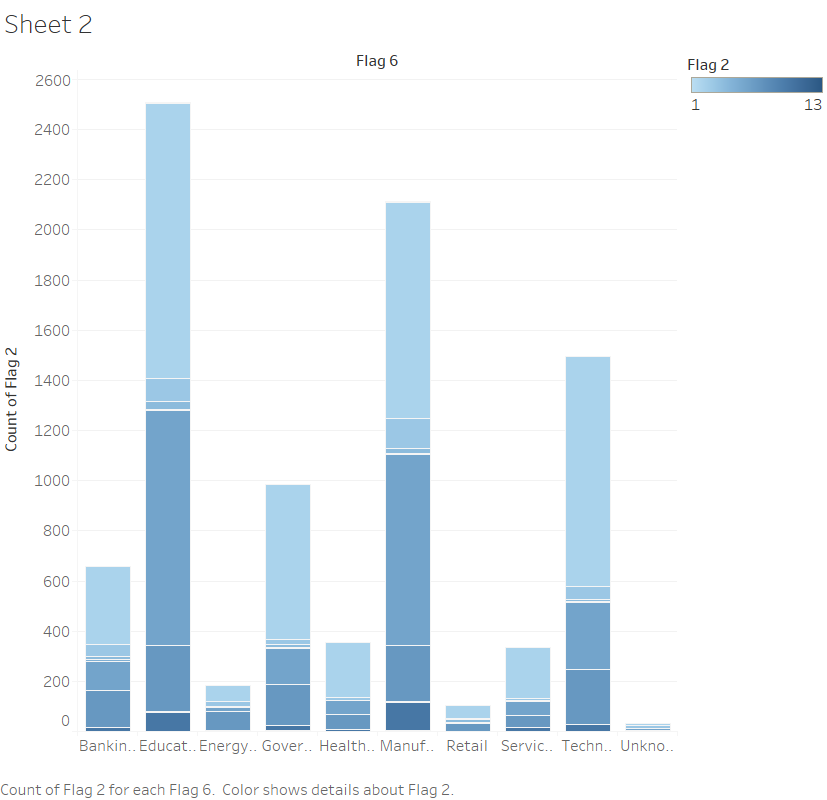 Sheet 2
Flag 6
Flag 2
1 13
2600
2400
2200
2000
1800
1600
1400
1200
1000
800
600
400
200
0
Count of Flag 2
Bankin.. Educat.. Energy.. Gover.. Health.. Manuf.. Retail Servic.. Techn.. Unkno..
Count of Flag 2 for each Flag 6. Color shows details about Flag 2.